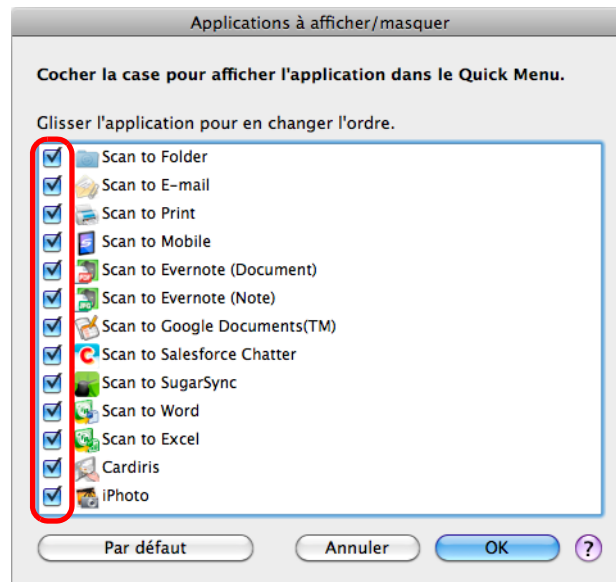 Applications à afficher/masquer
Cocher la case pour afficher l'application dans le Quick Menu.
Glisser l'application pour en changer l'ordre.
Scan to Folder
Scan to E-mail
Scan to Print
Scan to Mobile
Scan to Evernote (Document)
Scan to Evernote (Note)
Scan to Google Documents(TM)
Scan to Salesforce Chatter
Scan to SugarSync
Scan to Word
Scan to Excel
Cardiris
iPhoto
Par défaut Annuler OK ?